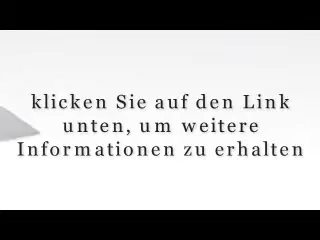 klicken Sie auf den Link
unten, um weitere
Informationen zu erhalten